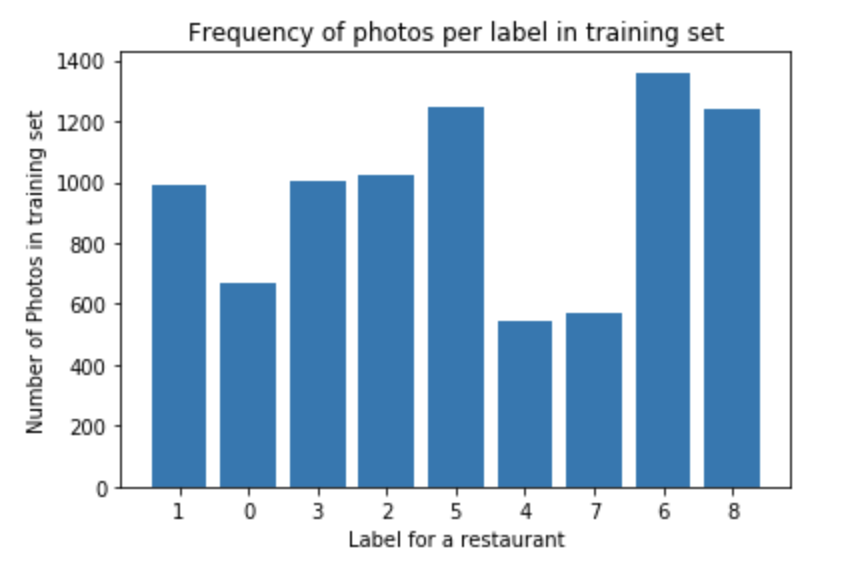 Frequency of photos per label in training set
Number of Photos in training set
1400
1200
1000
800
600
400
200
0
1 0 3 2 5 4 7 6 8
Label for a restaurant